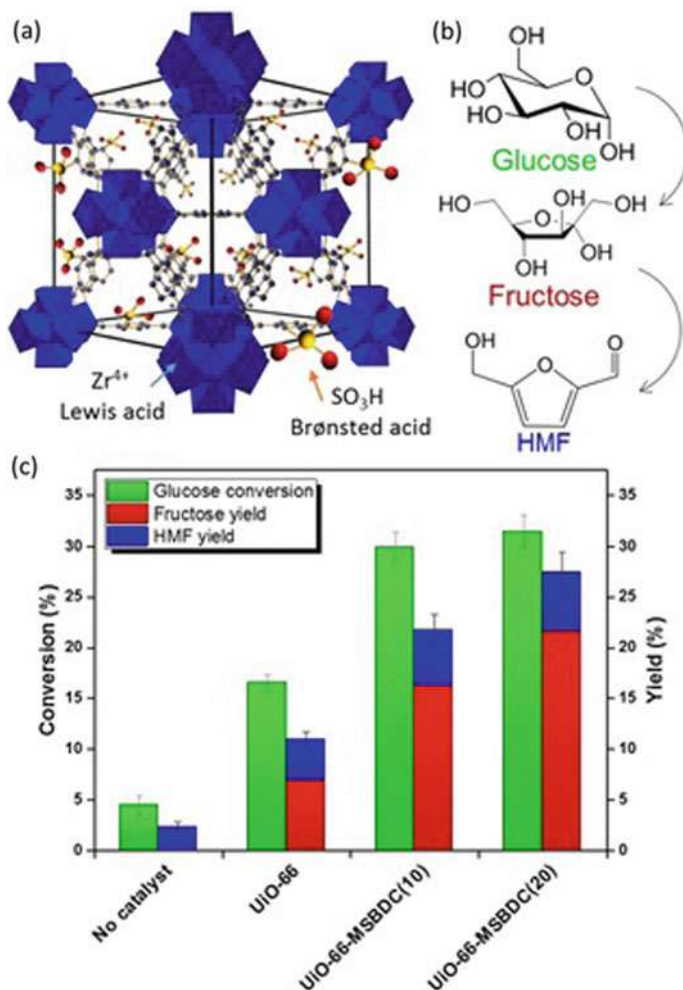 (a)
Zr4+
Lewis acid
SO3H
Brønsted acid
(b)
OH
HO
HO
O
OH
OH
Glucose
HO
O
OH
OH
OH
OH
Fructose
HO
O
O
HMF
(c)
Glucose conversion
Fructose yield
HMF yield
Conversion (%)
35
30
25
20
15
10
5
0
Yield (%)
35
30
25
20
15
10
5
0
No catalyst
UiO-66
UiO-66-MSBDC(10)
UiO-66-MSBDC(20)